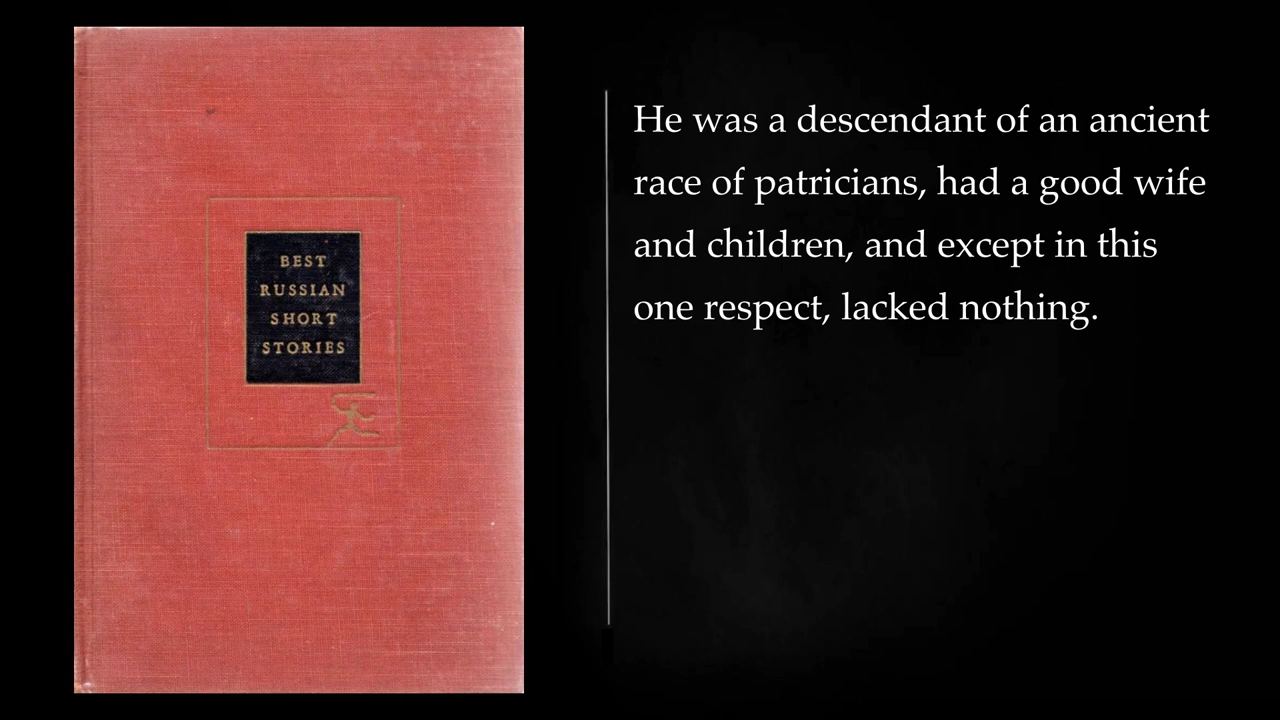 BEST
RUSSIAN
SHORT
STORIES
He was a descendant of an ancient
race of patricians, had a good wife
and children, and except in this
one respect, lacked nothing.